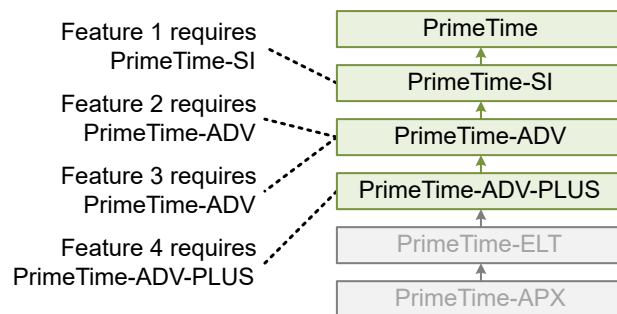 Feature 1 requires
PrimeTime-SI
Feature 2 requires
PrimeTime-ADV
Feature 3 requires
PrimeTime-ADV
Feature 4 requires
PrimeTime-ADV-PLUS
PrimeTime
PrimeTime-SI
PrimeTime-ADV
PrimeTime-ADV-PLUS
PrimeTime-ELT
PrimeTime-APX